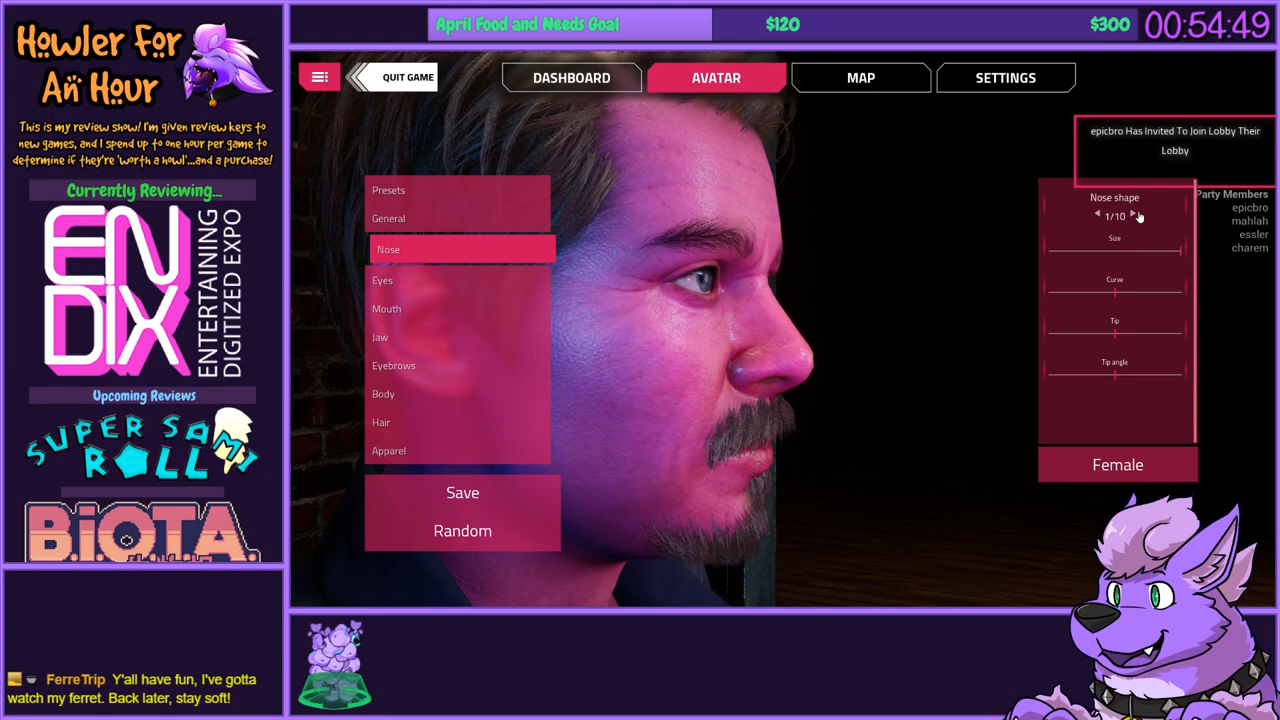 Howler For
An Hour
This is my review show! I'm given review keys to
new games, and I spend up to one hour per game to
determine if they're 'worth a howl'...and a purchase!
Currently Reviewing...
EN
DIX
ENTERTAINING
DIGITIZED EXPO
Upcoming Reviews
SUPER SAMI
ROLL
B.i.OTA.
FerreTrip Y'all have fun, I've gotta
watch my ferret. Back later, stay soft!
April Food and Needs Goal
$120
$300
00:54:49
QUIT GAME
DASHBOARD
AVATAR
MAP
SETTINGS
epicbro Has Invited To Join Lobby Their
Lobby
Party Members
epicbro
mahlah
essler
charem
Presets
General
Nose
Eyes
Mouth
Jaw
Eyebrows
Body
Hair
Apparel
Save
Random
Nose shape
1/10
Size
Curve
Tip
Tip angle
Female